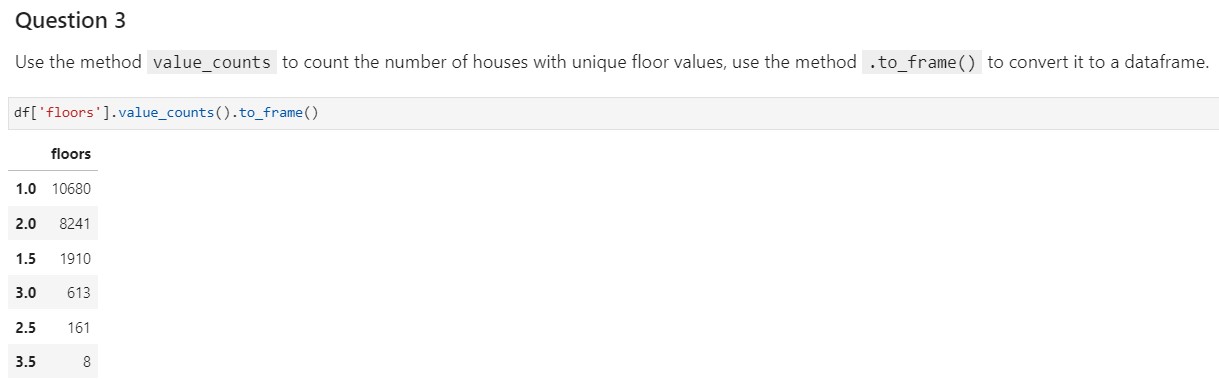 Question 3
Use the method value_counts to count the number of houses with unique floor values, use the method .to_frame() to convert it to a dataframe.
df['floors'].value_counts().to_frame()
floors
1.0 10680
2.0 8241
1.5 1910
3.0 613
2.5 161
3.5 8